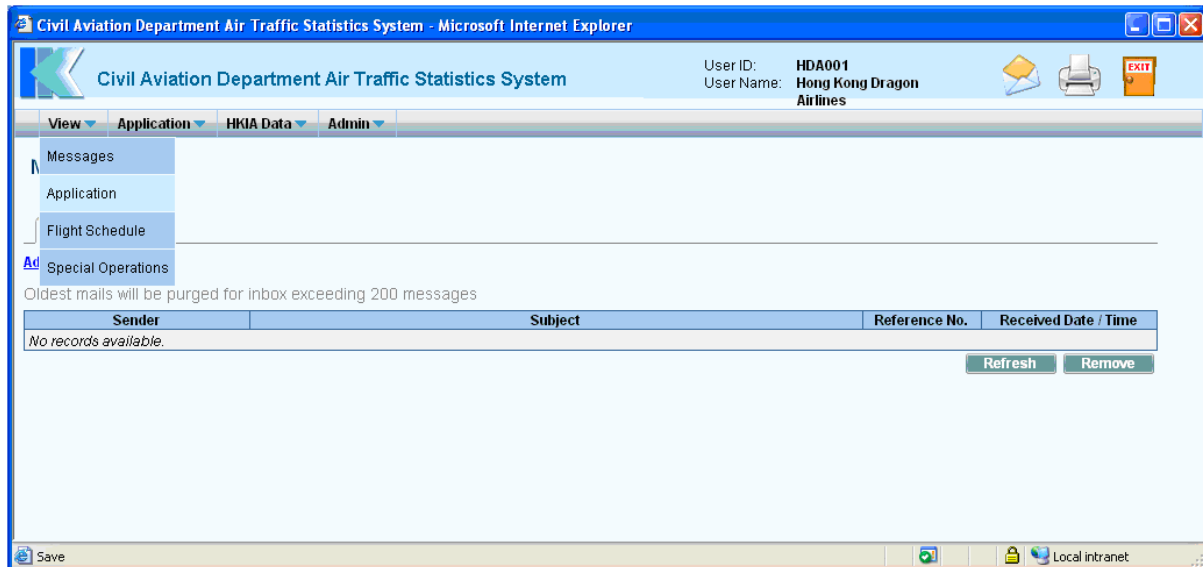 Civil Aviation Department Air Traffic Statistics System - Microsoft Internet Explorer
Civil Aviation Department Air Traffic Statistics System
User ID: HDA001
User Name: Hong Kong Dragon
Airlines
EXIT
View Application HKIA Data Admin
Messages
Application
Flight Schedule
Special Operations
Oldest mails will be purged for inbox exceeding 200 messages
Sender Subject Reference No. Received Date / Time
No records available.
Refresh Remove
Save Local intranet